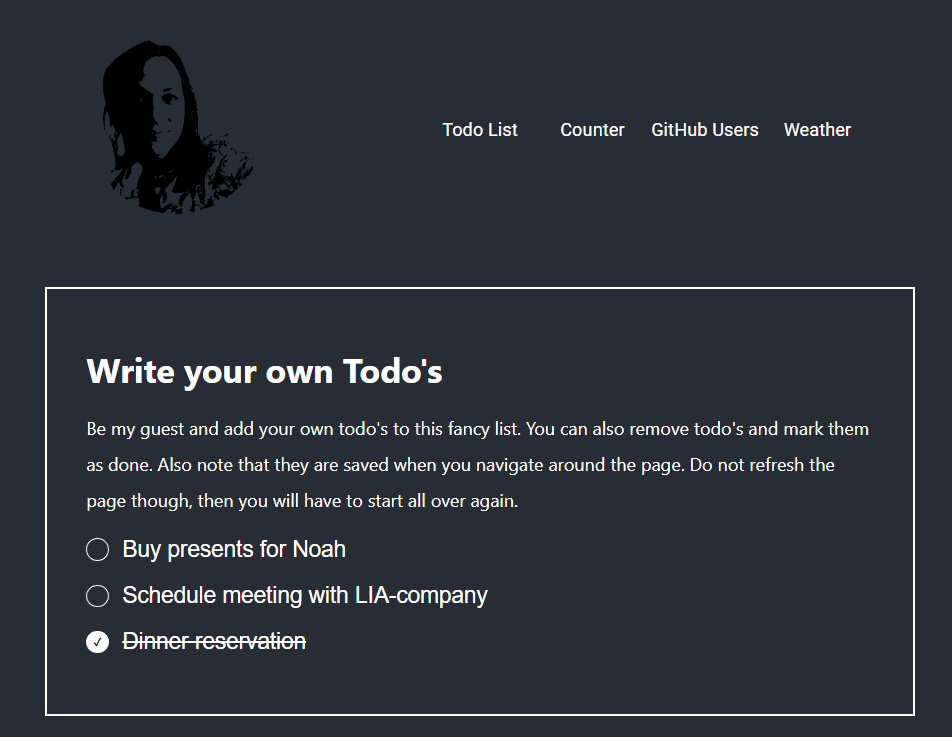 Todo List Counter GitHub Users Weather
Write your own Todo's
Be my guest and add your own todo's to this fancy list. You can also remove todo's and mark them
as done. Also note that they are saved when you navigate around the page. Do not refresh the
page though, then you will have to start all over again.
Buy presents for Noah
Schedule meeting with LIA-company
Dinner reservation